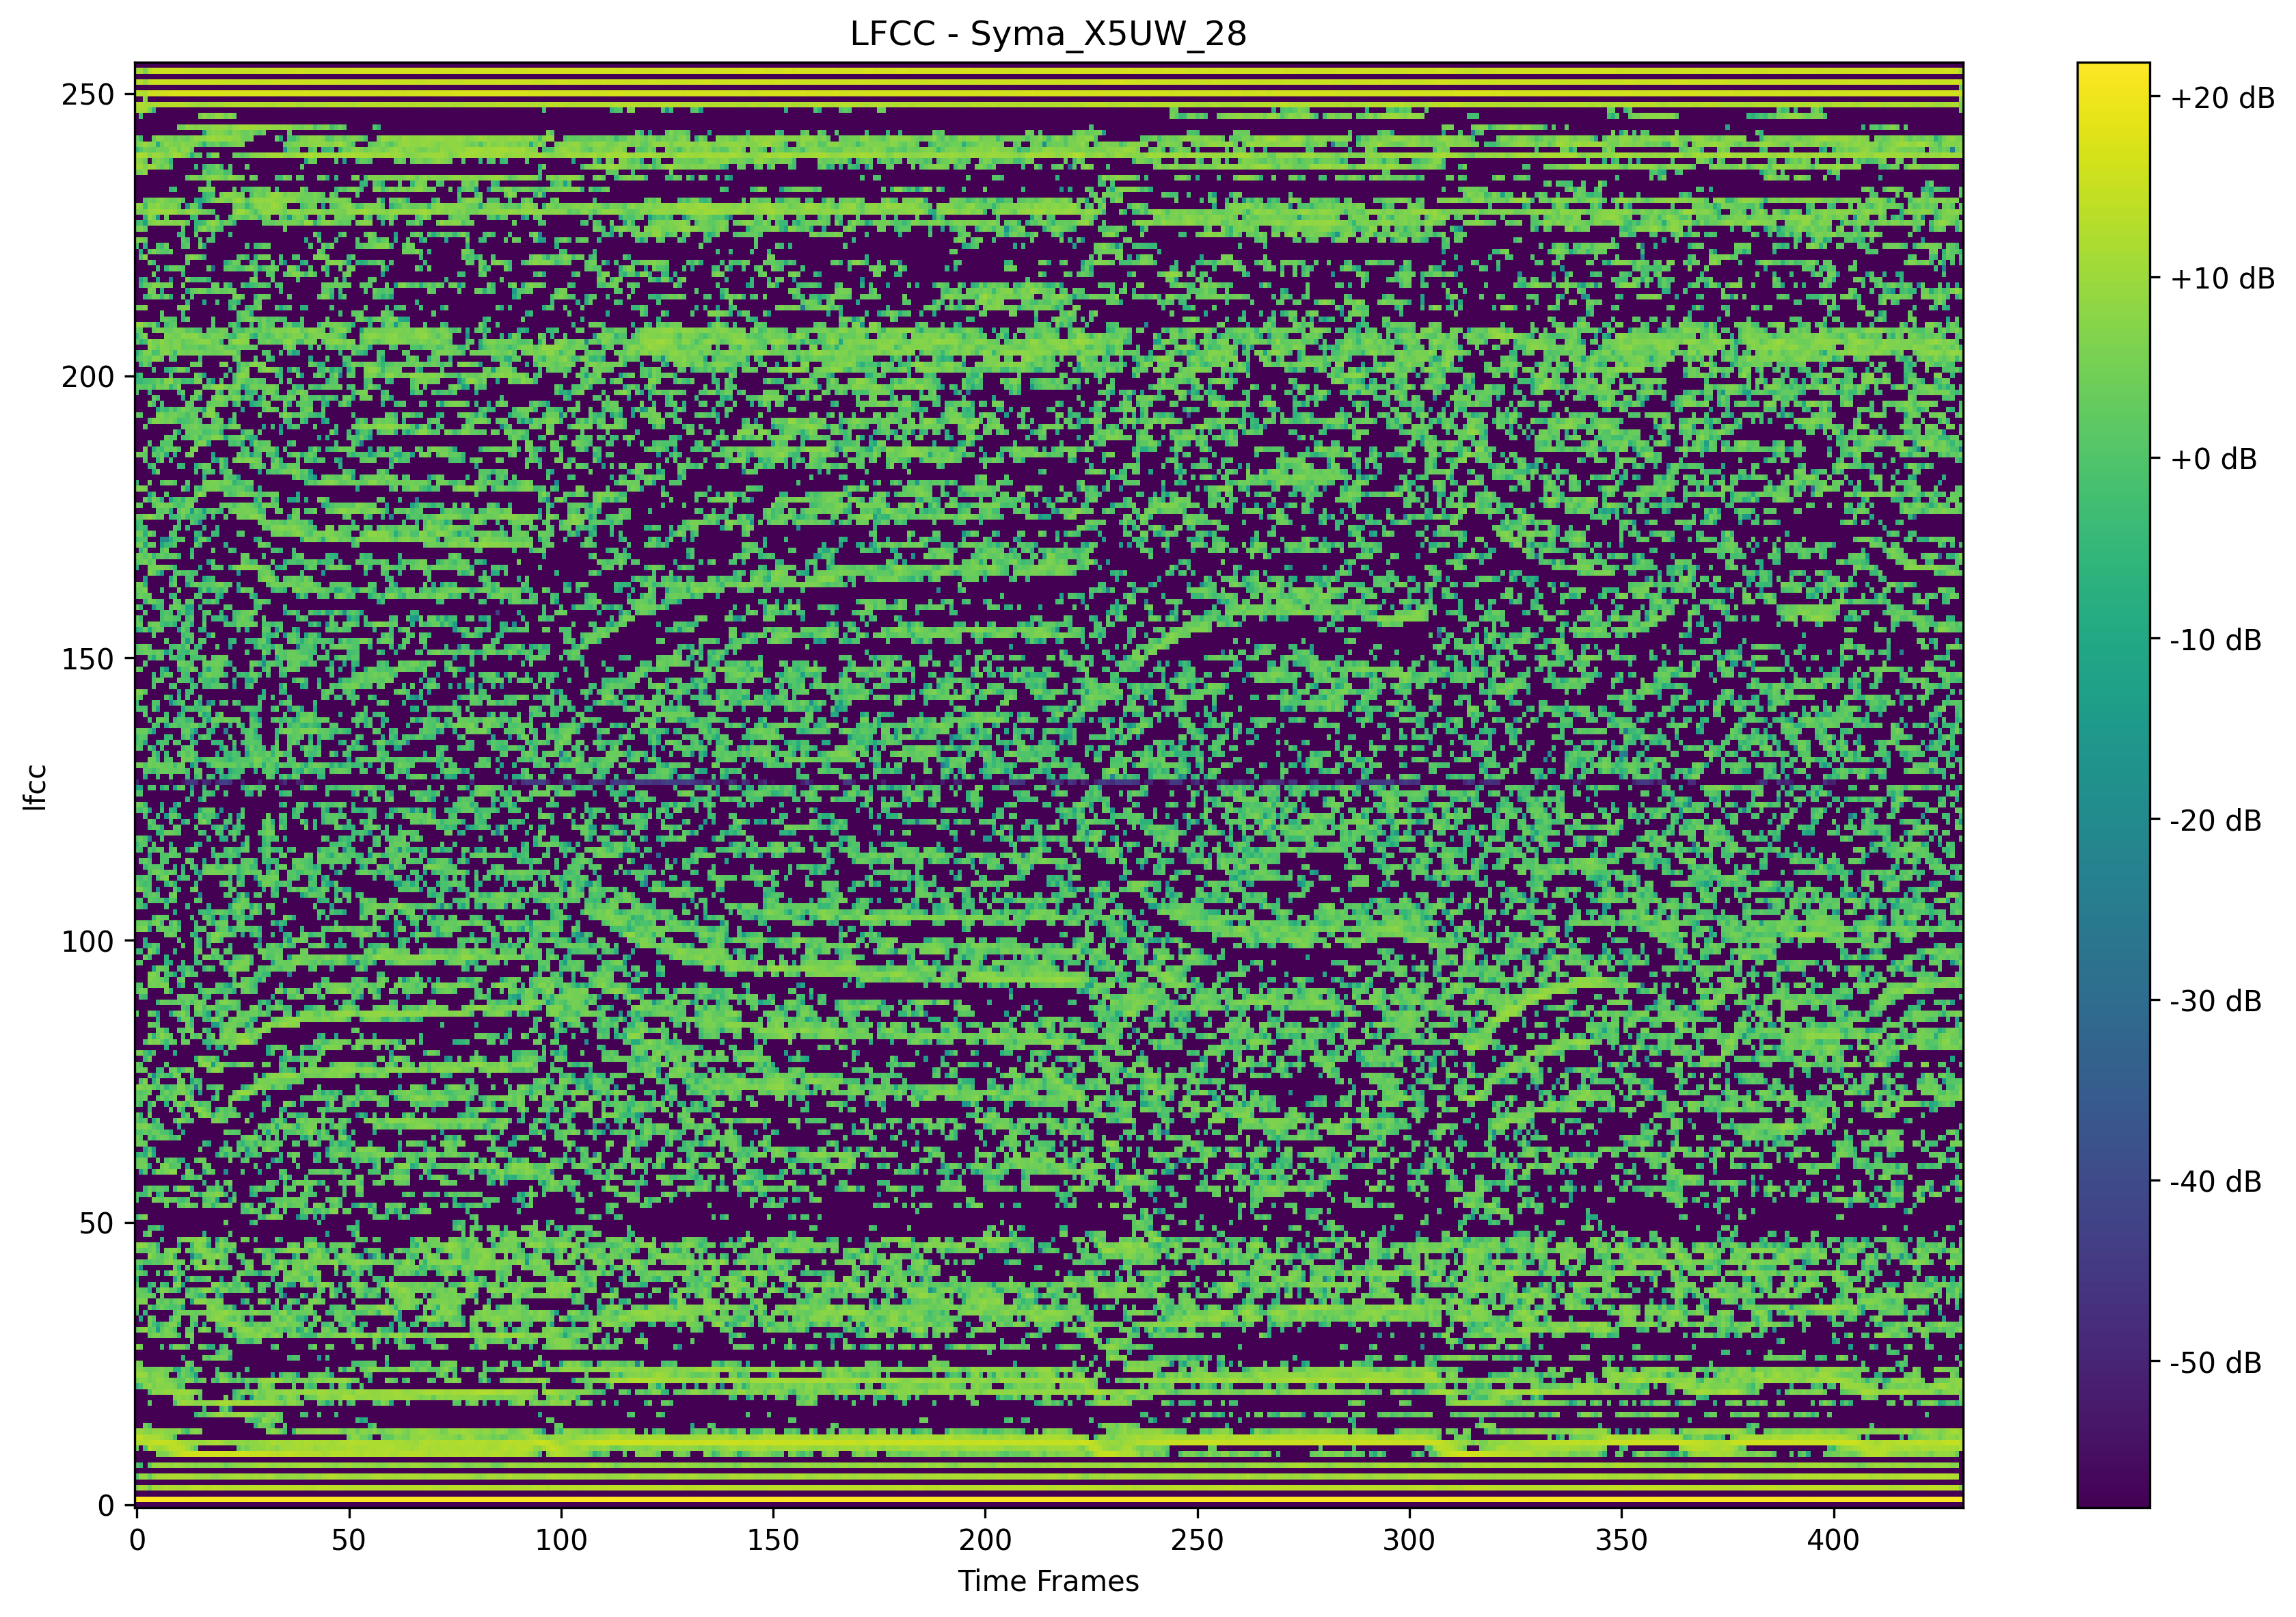 LFCC - Syma_X5UW_28
250
200
150
100
50
0
lfcc
0 50 100 150 200 250 300 350 400
Time Frames
+20 dB
+10 dB
+0 dB
-10 dB
-20 dB
-30 dB
-40 dB
-50 dB